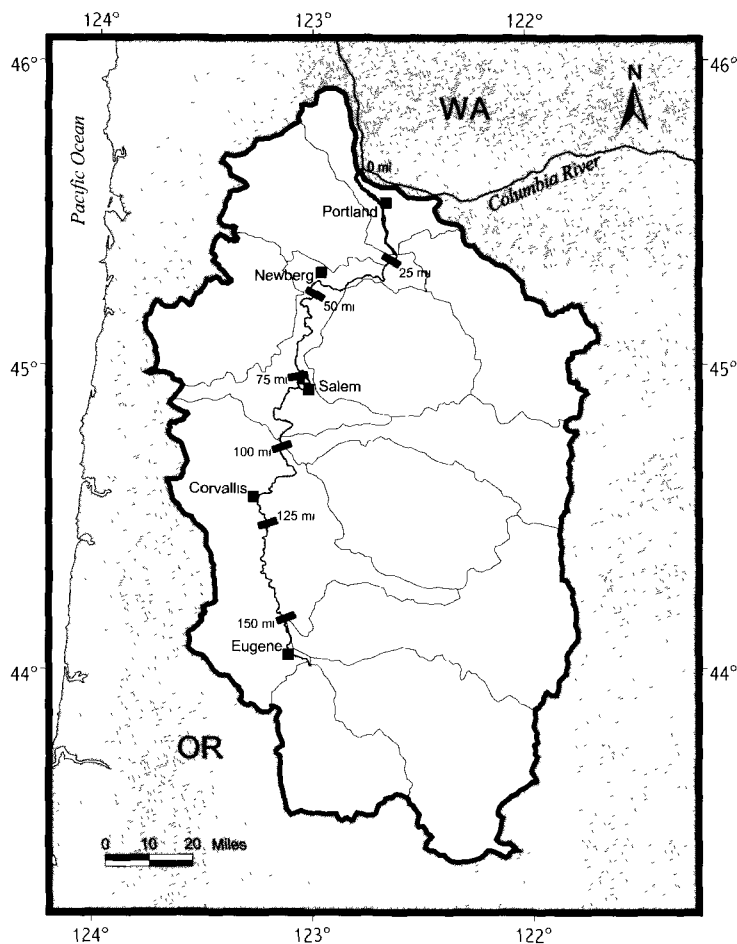 124° 123° 122°
46° 46°
N
WA
Pacific Ocean
0 mi
Columbia River
Portland
Newberg
25 mi
50 mi
45° 45°
75 mi
Salem
100 mi
Corvallis
125 mi
150 mi
Eugene
44° 44°
OR
0 10 20 Miles
124° 123° 122°